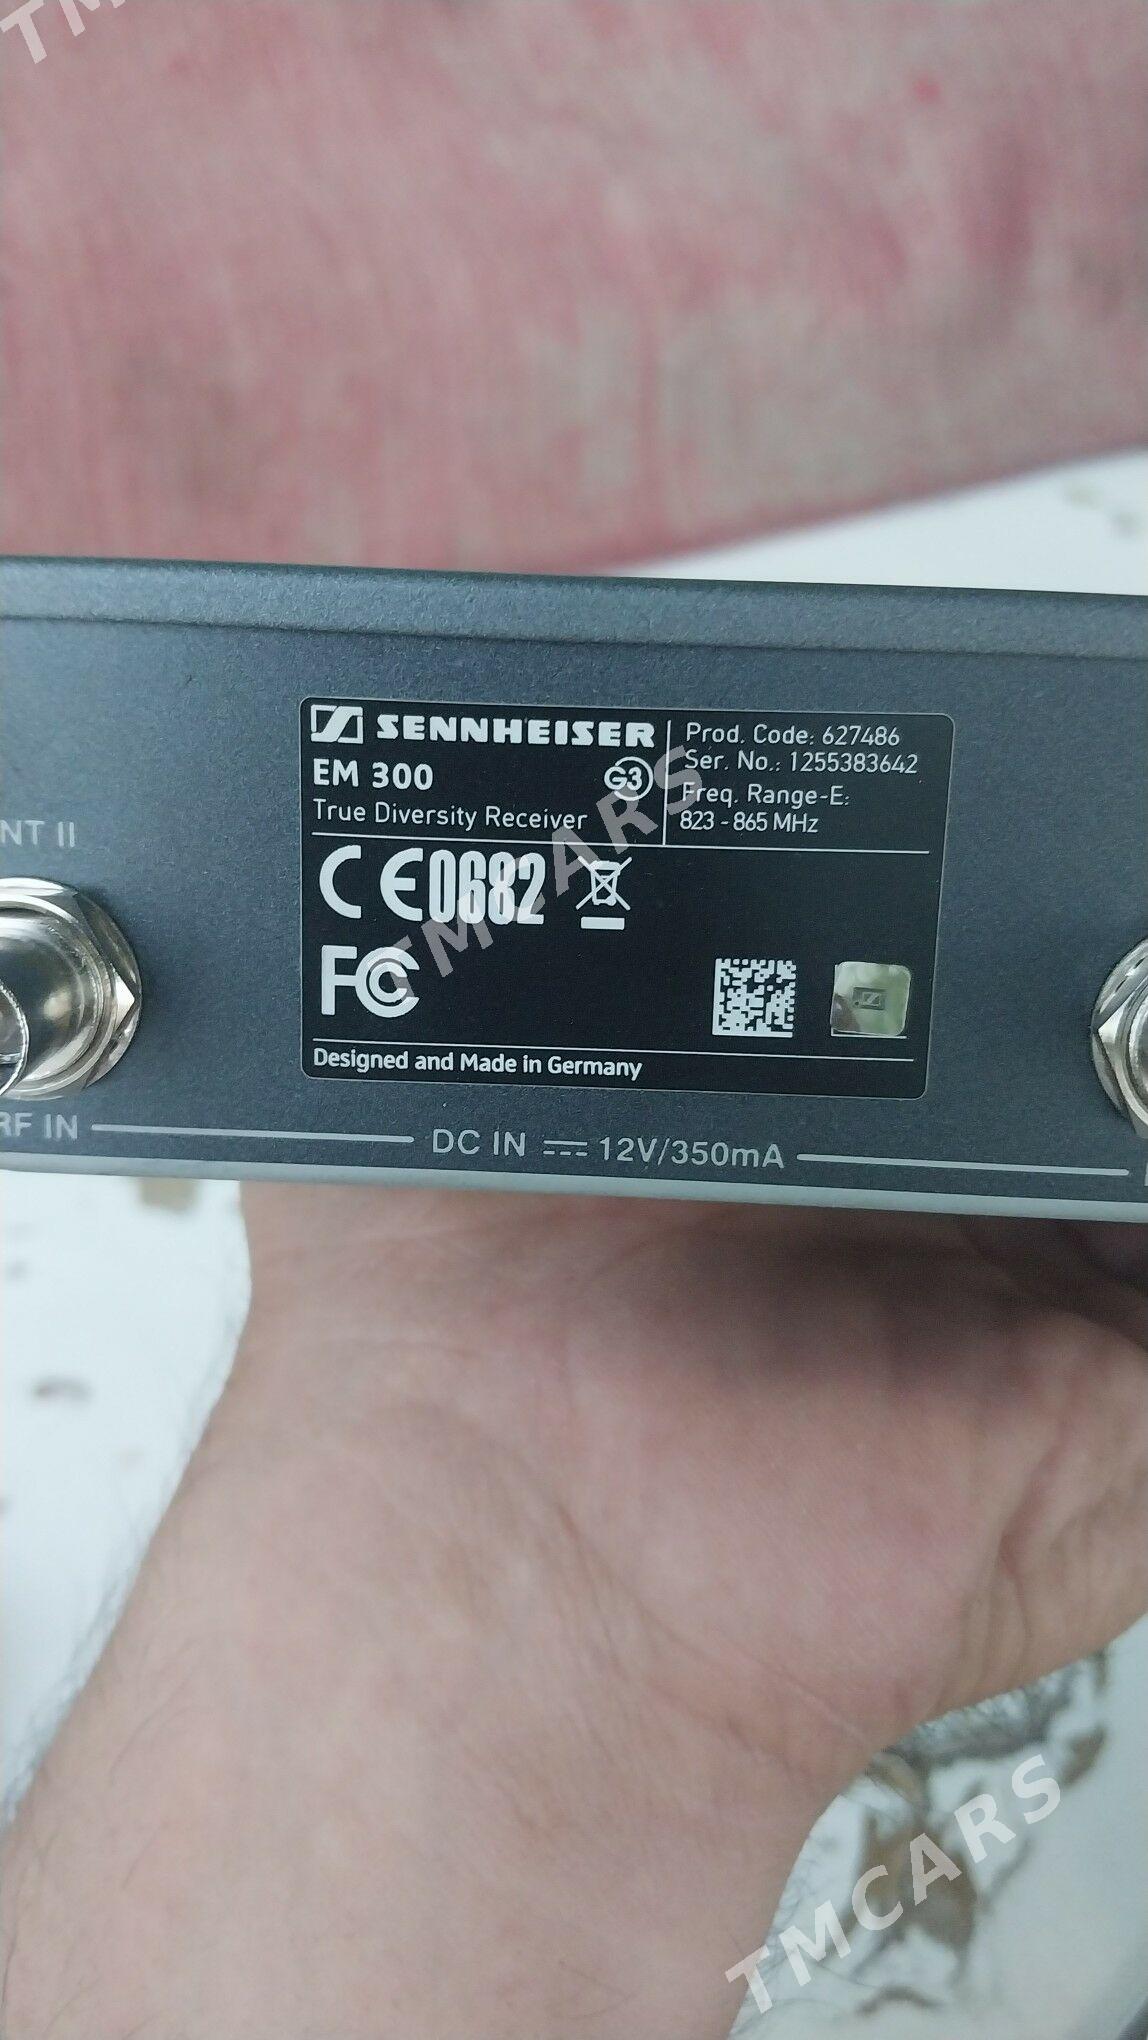 SENNHEISER
EM 300 G3
True Diversity Receiver
Prod. Code: 627486
Ser. No.: 1255383642
Freq. Range-E:
823 - 865 MHz
CE0682
FC
Designed and Made in Germany
NT II
RF IN
DC IN 12V/350mA
TMCARS
TMCARS
TM